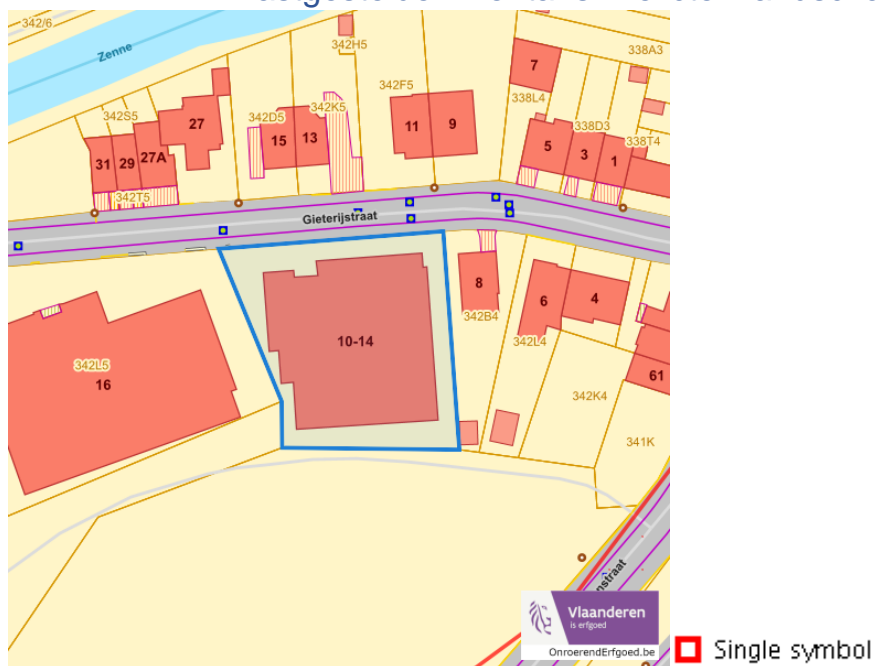 342/6
Zenne
342H5
338A3
7
342F5
338L4
342S5
27
342D5
342K5
338D3
15
13
11
9
5
3
1
338T4
31
29
27A
342T5
Gieterijstraat
8
6
4
342B4
342L4
10-14
342L5
16
61
342K4
341K
nstraat
Vlaanderen
is erfgoed
OnroerendErfgoed.be
Single symbol